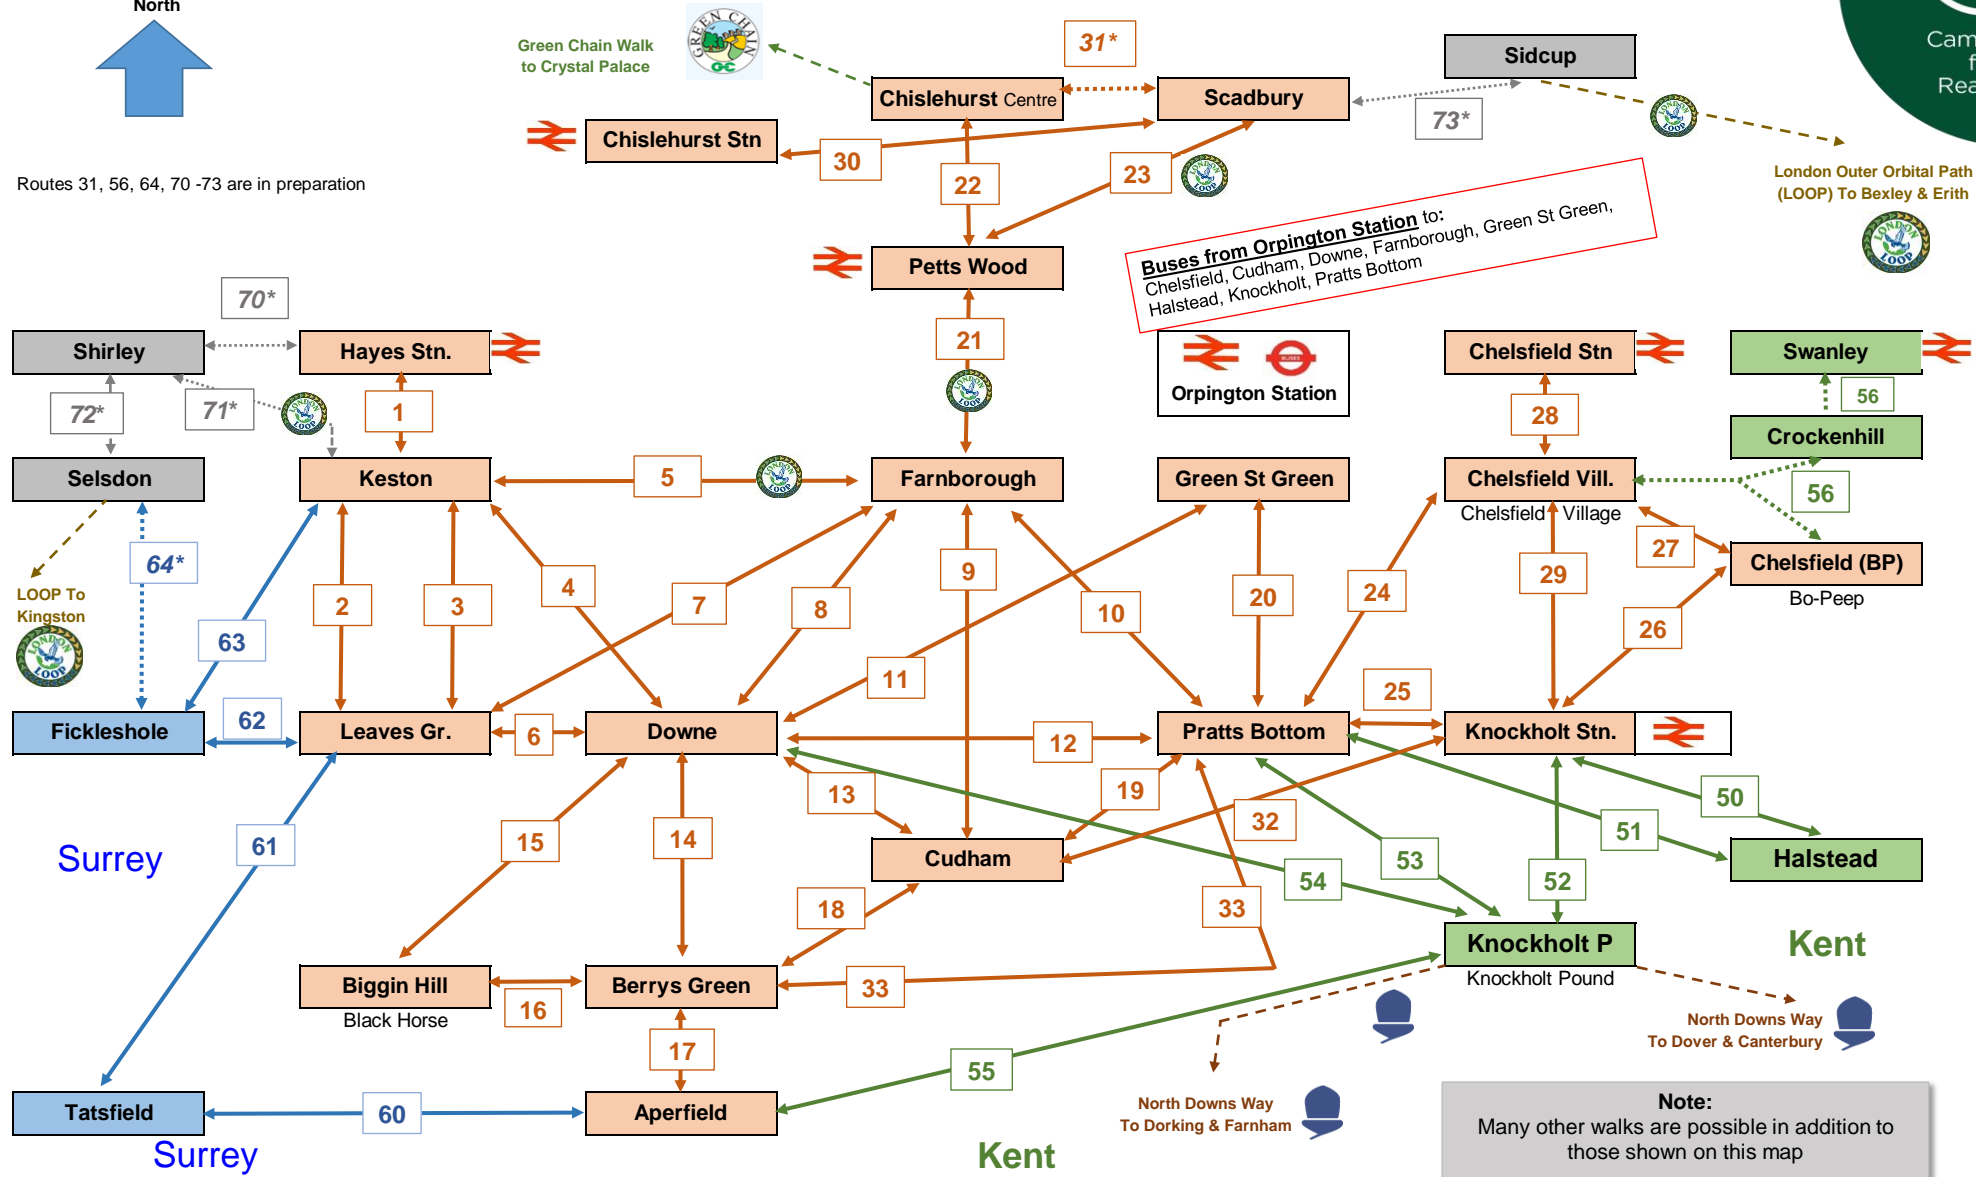 North
Green Chain Walk
to Crystal Palace
GREEN CHAIN
31*
Sidcup
Chislehurst Centre
Scadbury
73*
Chislehurst Stn
30
22
23
Routes 31, 56, 64, 70 -73 are in preparation
London Outer Orbital Path
(LOOP) To Bexley & Erith
LONDON LOOP
Buses from Orpington Station to:
Chelsfield, Cudham, Downe, Farnborough, Green St Green,
Halstead, Knockholt, Pratts Bottom
Petts Wood
70*
21
Shirley
Hayes Stn.
Orpington Station
Chelsfield Stn
Swanley
72*
71*
1
28
56
Crockenhill
Selsdon
Keston
5
Farnborough
Green St Green
Chelsfield Vill.
Chelsfield Village
56
64*
LOOP To
Kingston
LONDON LOOP
63
2
3
4
7
8
9
10
20
24
29
27
Chelsfield (BP)
Bo-Peep
26
11
25
62
Fickleshole
Leaves Gr.
6
Downe
12
Pratts Bottom
Knockholt Stn.
13
19
32
50
51
Surrey
61
15
14
Cudham
53
Halstead
54
52
18
33
Knockholt P
Knockholt Pound
Kent
Biggin Hill
Black Horse
16
Berrys Green
33
North Downs Way
To Dover & Canterbury
17
55
North Downs Way
To Dorking & Farnham
Tatsfield
60
Aperfield
Surrey
Kent
Note:
Many other walks are possible in addition to
those shown on this map